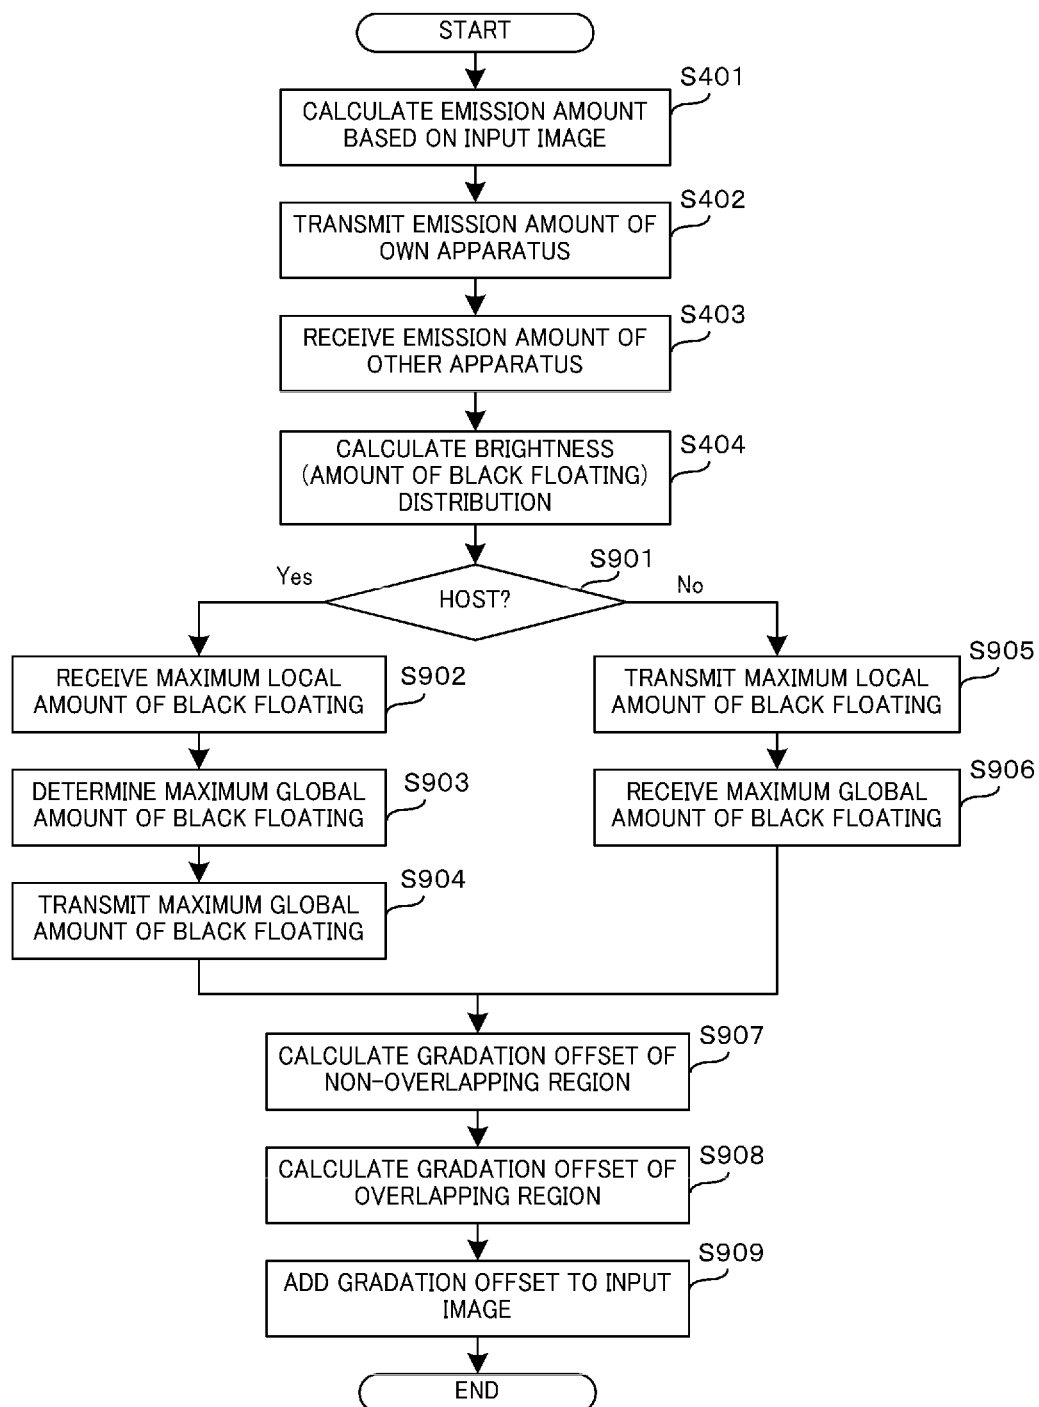 START
S401
CALCULATE EMISSION AMOUNT
BASED ON INPUT IMAGE
S402
TRANSMIT EMISSION AMOUNT OF
OWN APPARATUS
S403
RECEIVE EMISSION AMOUNT OF
OTHER APPARATUS
S404
CALCULATE BRIGHTNESS
(AMOUNT OF BLACK FLOATING)
DISTRIBUTION
S901
Yes
HOST?
No
S902
RECEIVE MAXIMUM LOCAL
AMOUNT OF BLACK FLOATING
S903
DETERMINE MAXIMUM GLOBAL
AMOUNT OF BLACK FLOATING
S904
TRANSMIT MAXIMUM GLOBAL
AMOUNT OF BLACK FLOATING
S905
TRANSMIT MAXIMUM LOCAL
AMOUNT OF BLACK FLOATING
S906
RECEIVE MAXIMUM GLOBAL
AMOUNT OF BLACK FLOATING
S907
CALCULATE GRADATION OFFSET OF
NON-OVERLAPPING REGION
S908
CALCULATE GRADATION OFFSET OF
OVERLAPPING REGION
S909
ADD GRADATION OFFSET TO INPUT
IMAGE
END